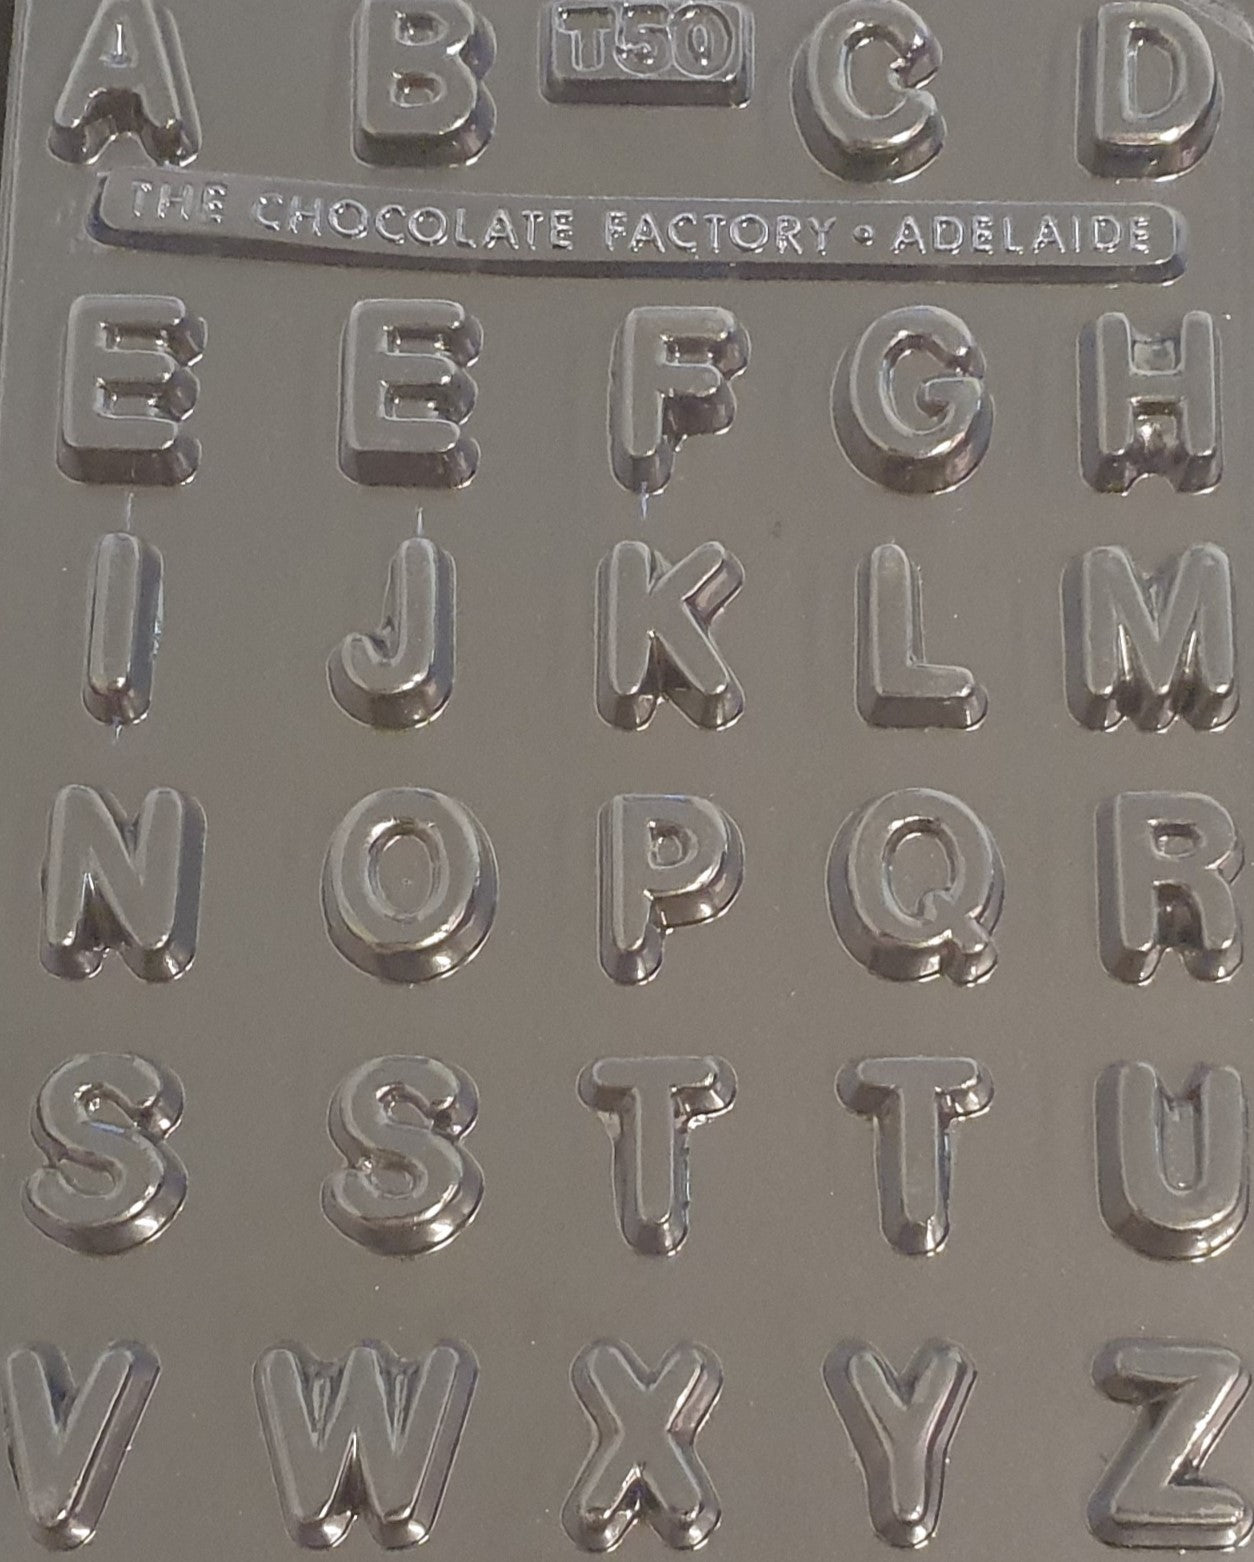 A B T50 C D
THE CHOCOLATE FACTORY • ADELAIDE
E E F G H
I J K L M
N O P Q R
S S T T U
V W X Y Z